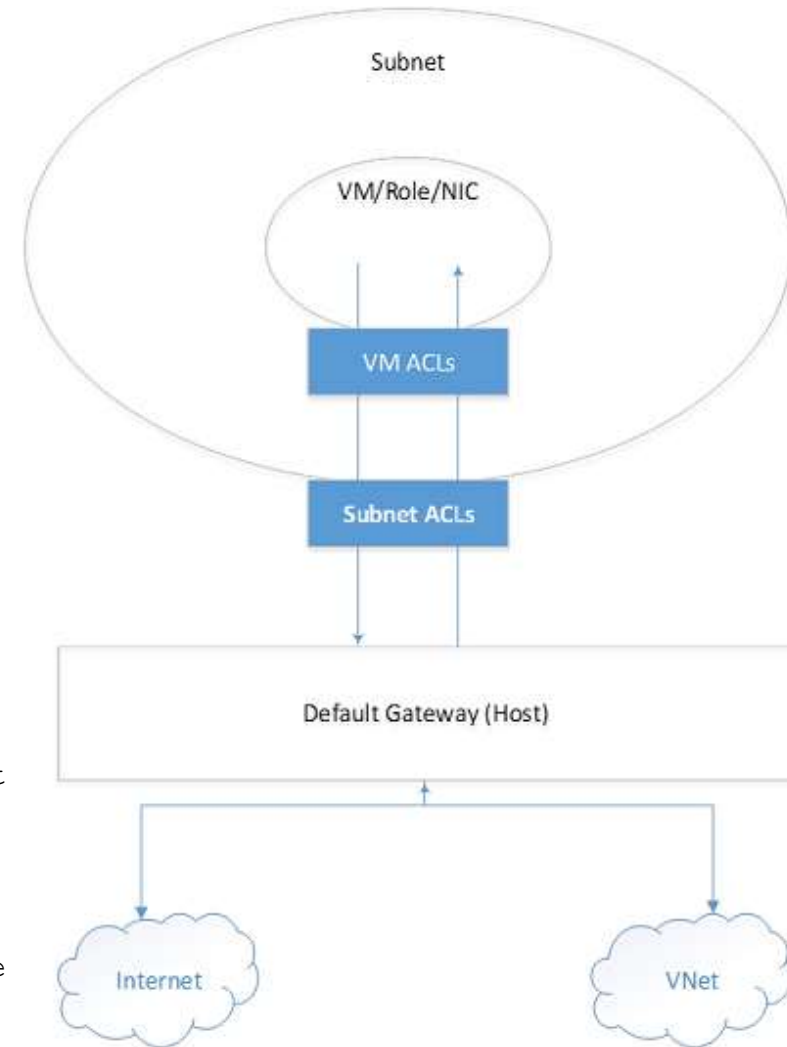 Subnet
VM/Role/NIC
VM ACLs
Subnet ACLs
Default Gateway (Host)
Internet
VNet